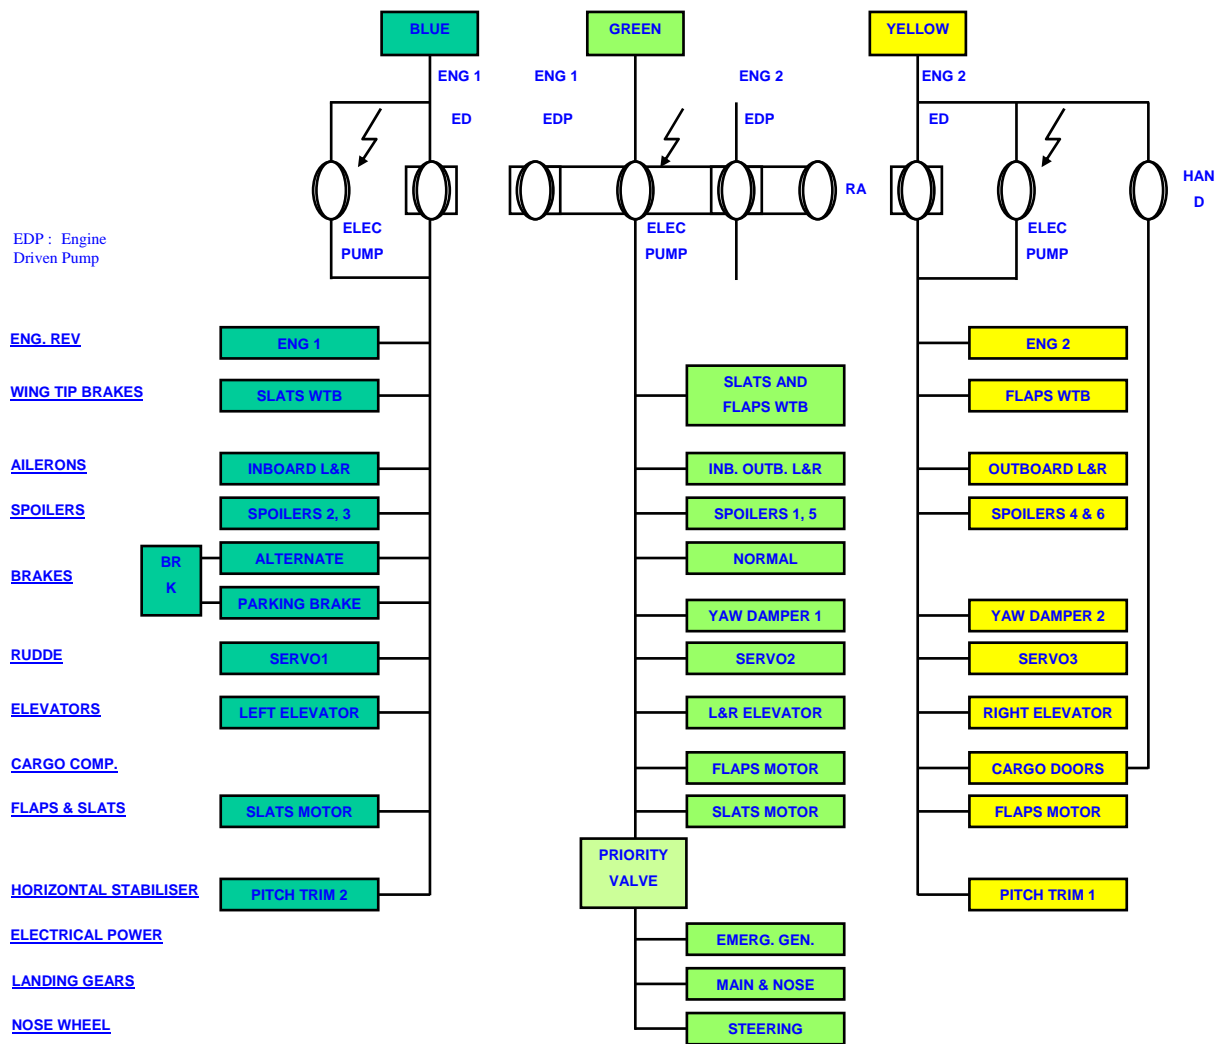 BLUE
GREEN
YELLOW
ENG 1
ENG 1
ENG 2
ENG 2
ED
EDP
EDP
ED
RA
HAN
D
ELEC
PUMP
ELEC
PUMP
ELEC
PUMP
EDP : Engine
Driven Pump
ENG. REV
ENG 1
ENG 2
WING TIP BRAKES
SLATS WTB
SLATS AND
FLAPS WTB
FLAPS WTB
AILERONS
INBOARD L&R
INB. OUTB. L&R
OUTBOARD L&R
SPOILERS
SPOILERS 2, 3
SPOILERS 1, 5
SPOILERS 4 & 6
BRAKES
BR
K
ALTERNATE
NORMAL
PARKING BRAKE
YAW DAMPER 1
YAW DAMPER 2
RUDDE
SERVO1
SERVO2
SERVO3
ELEVATORS
LEFT ELEVATOR
L&R ELEVATOR
RIGHT ELEVATOR
CARGO COMP.
FLAPS MOTOR
CARGO DOORS
FLAPS & SLATS
SLATS MOTOR
SLATS MOTOR
FLAPS MOTOR
PRIORITY
VALVE
HORIZONTAL STABILISER
PITCH TRIM 2
PITCH TRIM 1
ELECTRICAL POWER
EMERG. GEN.
LANDING GEARS
MAIN & NOSE
NOSE WHEEL
STEERING